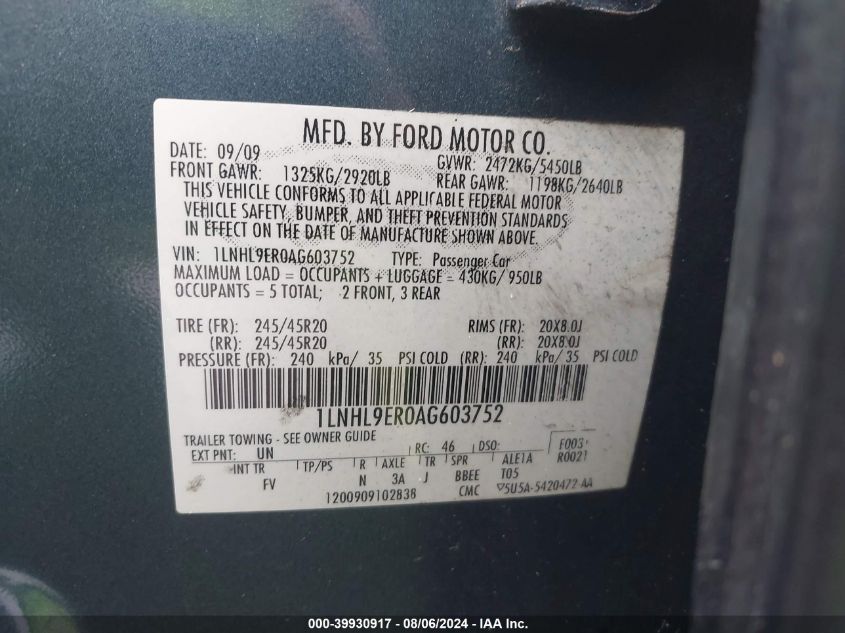 MFD. BY FORD MOTOR CO.
DATE: 09/09 GVWR: 2472KG/5450LB
FRONT GAWR: 1325KG/2920LB REAR GAWR: 1198KG/2640LB
THIS VEHICLE CONFORMS TO ALL APPLICABLE FEDERAL MOTOR
VEHICLE SAFETY, BUMPER, AND THEFT PREVENTION STANDARDS
IN EFFECT ON THE DATE OF MANUFACTURE SHOWN ABOVE.
VIN: 1LNHL9ER0AG603752 TYPE: Passenger Car
MAXIMUM LOAD = OCCUPANTS + LUGGAGE = 430KG/ 950LB
OCCUPANTS = 5 TOTAL; 2 FRONT, 3 REAR
TIRE (FR): 245/45R20 RIMS (FR): 20X8.0J
(RR): 245/45R20 (RR): 20X8.0J
PRESSURE (FR): 240 kPa/ 35 PSI COLD (RR): 240 kPa/ 35 PSI COLD
1LNHL9ER0AG603752
TRAILER TOWING - SEE OWNER GUIDE
EXT PNT: UN RC: 46 DSO: F003
R0021
INT TR TP/PS R AXLE TR SPR ALE1A
FV N 3A J BBEE T05
1200909102838 CMC 5U5A-5420472-AA
000-39930917 - 08/06/2024 - IAA Inc.